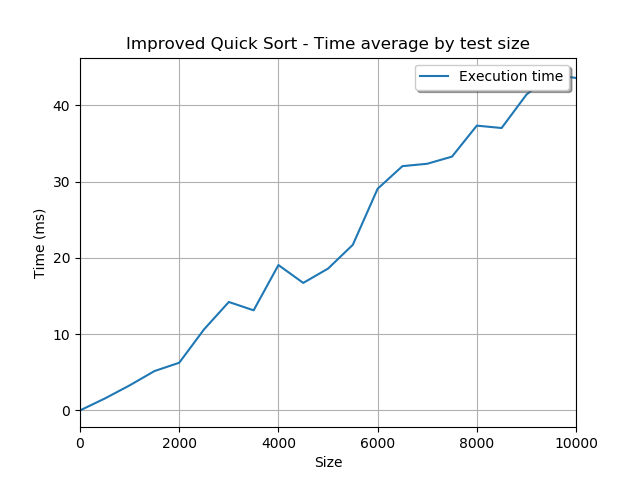 Improved Quick Sort - Time average by test size
Execution time
Time (ms)
40
30
20
10
0
0 2000 4000 6000 8000 10000
Size